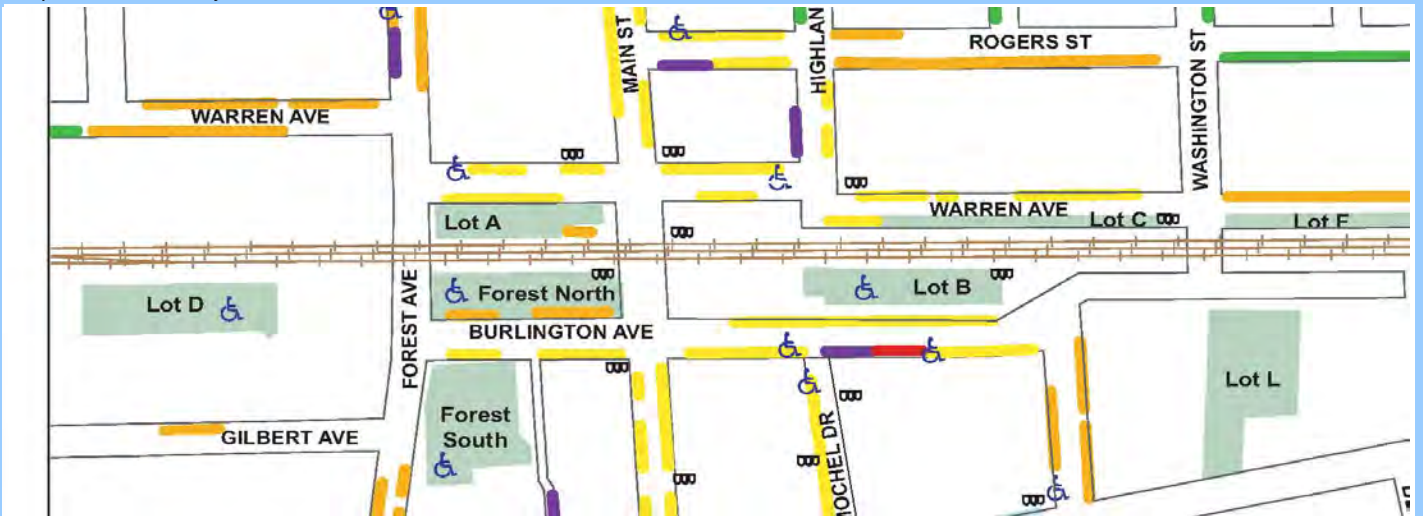 MAIN ST
HIGHLAN
ROGERS ST
WASHINGTON ST
WARREN AVE
WARREN AVE
Lot A
Lot C
Lot F
Lot D
Forest North
Lot B
FOREST AVE
BURLINGTON AVE
Lot L
Forest
South
GILBERT AVE
MOCHEL DR